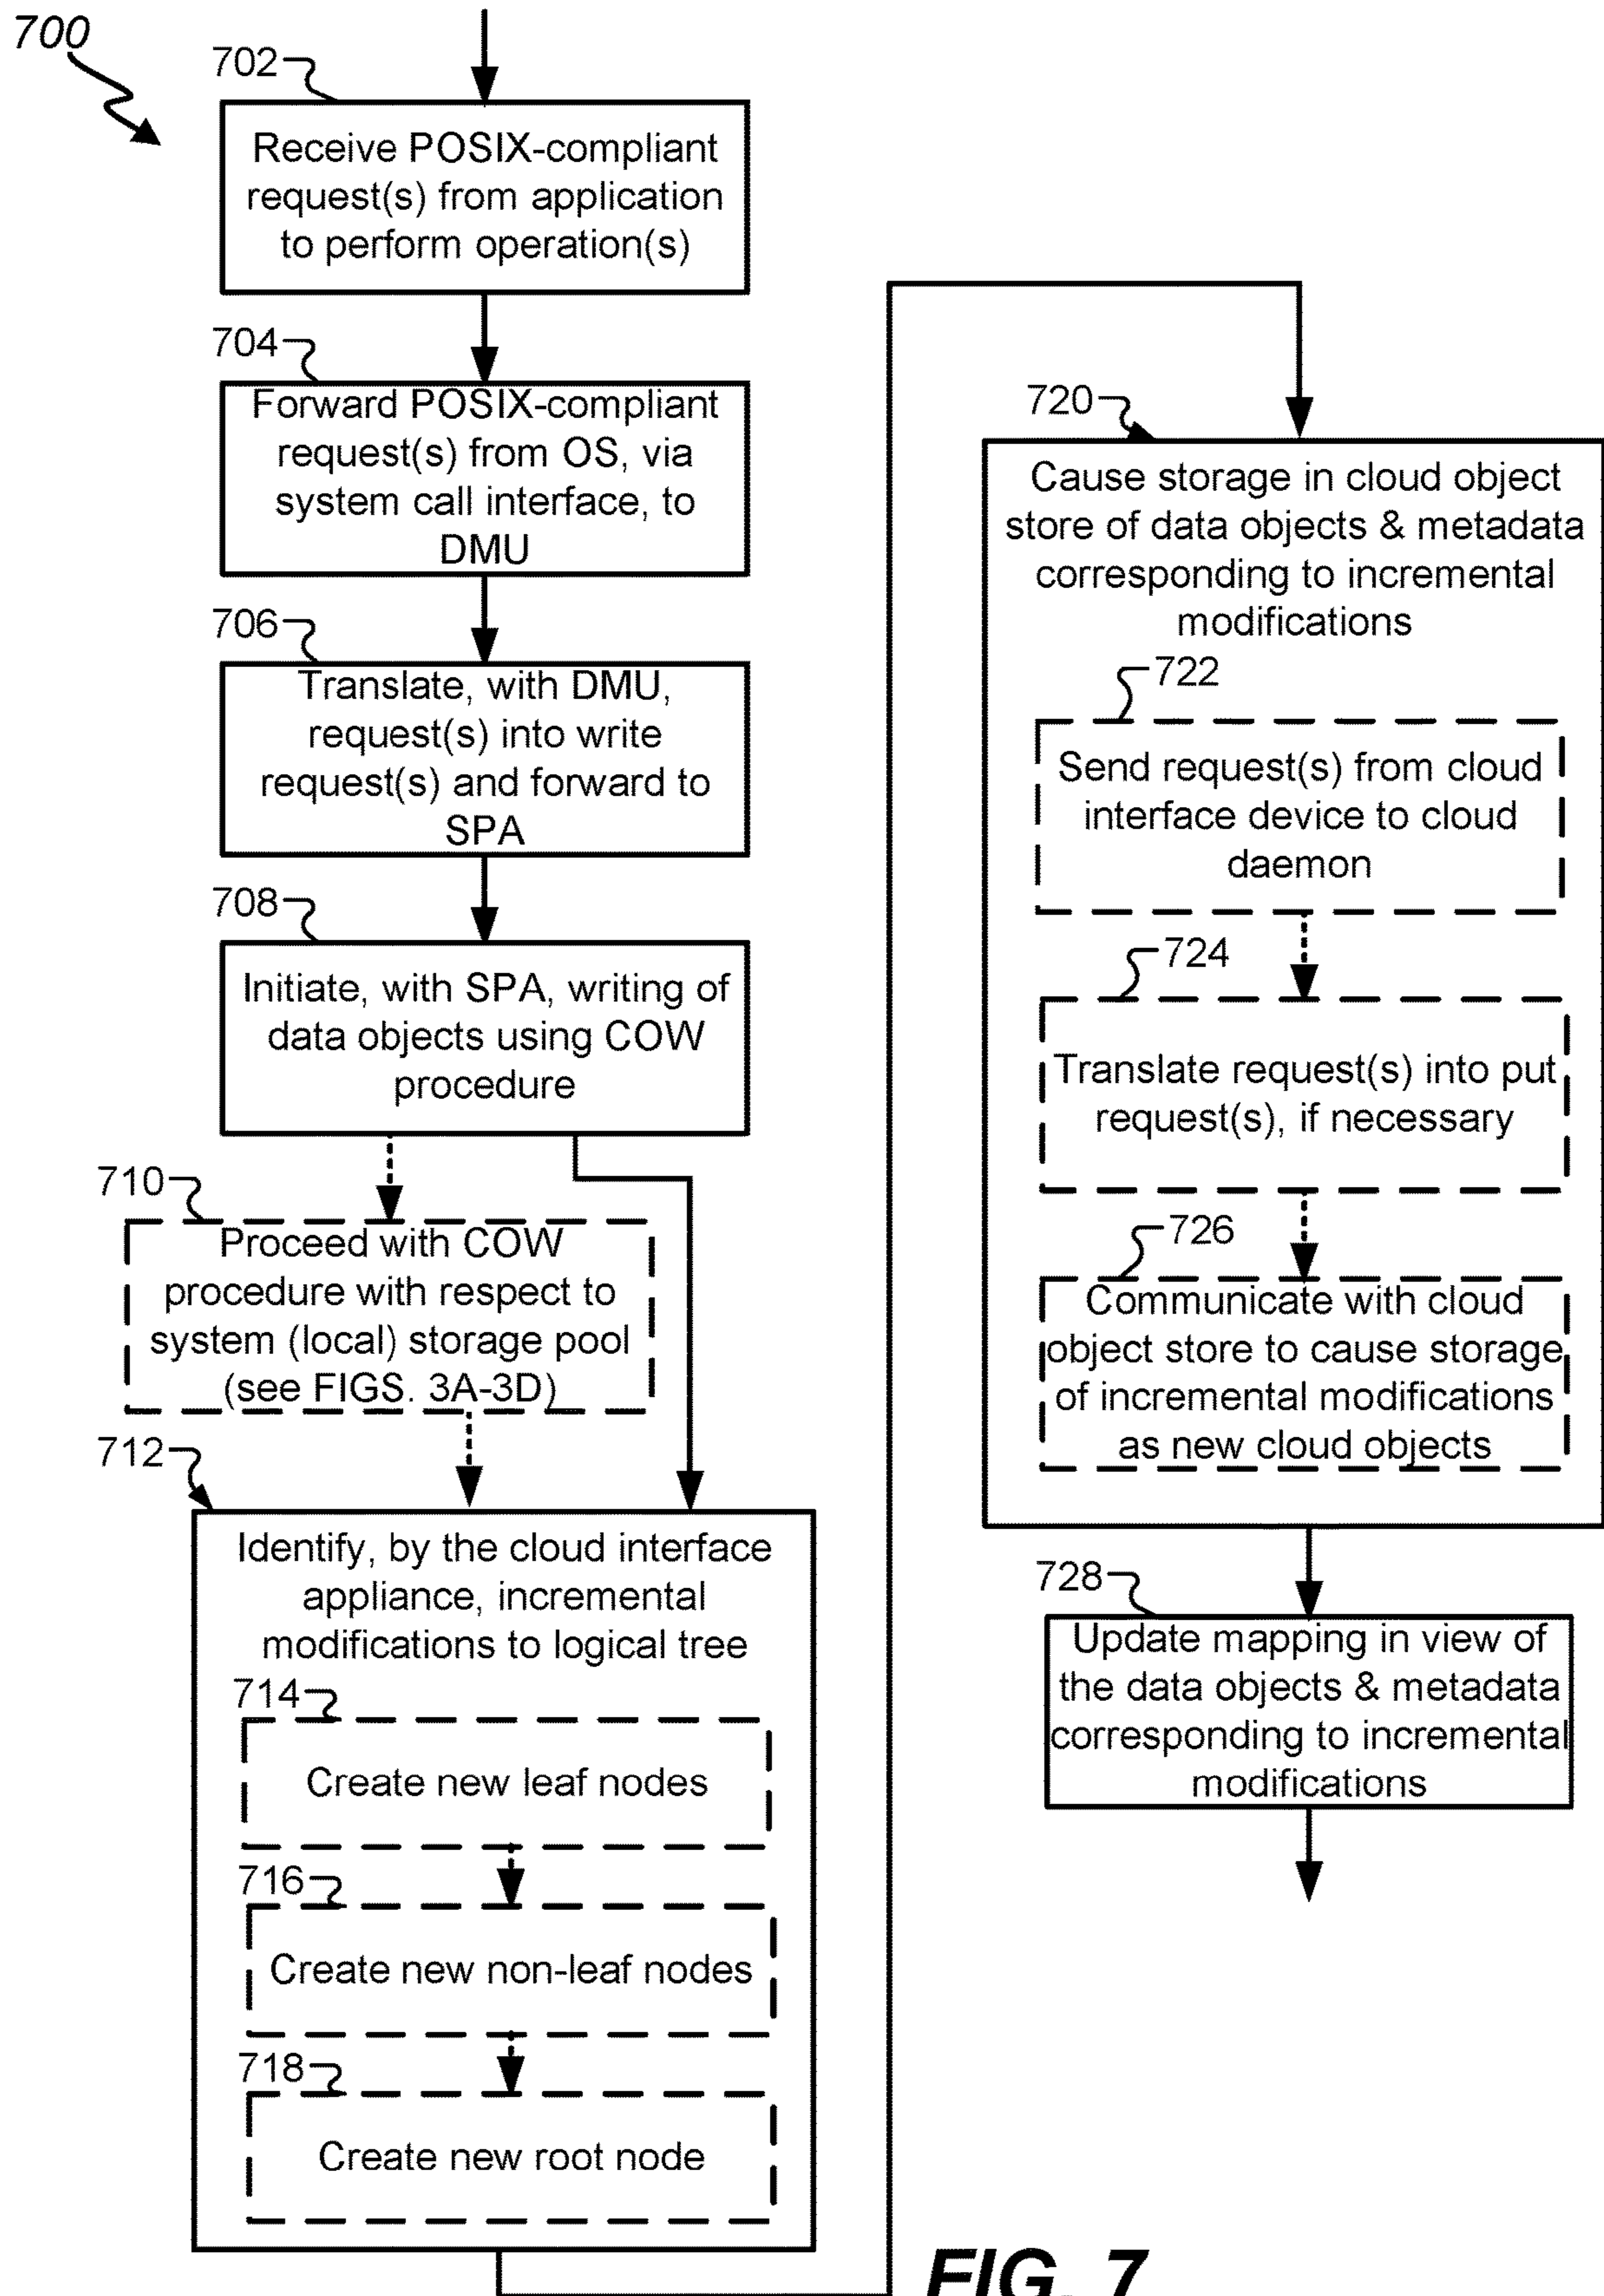 700
702
Receive POSIX-compliant
request(s) from application
to perform operation(s)
704
Forward POSIX-compliant
request(s) from OS, via
system call interface, to
DMU
706
Translate, with DMU,
request(s) into write
request(s) and forward to
SPA
708
Initiate, with SPA, writing of
data objects using COW
procedure
710
Proceed with COW
procedure with respect to
system (local) storage pool
(see FIGS. 3A-3D)
712
Identify, by the cloud interface
appliance, incremental
modifications to logical tree
714
Create new leaf nodes
716
Create new non-leaf nodes
718
Create new root node
720
Cause storage in cloud object
store of data objects & metadata
corresponding to incremental
modifications
722
Send request(s) from cloud
interface device to cloud
daemon
724
Translate request(s) into put
request(s), if necessary
726
Communicate with cloud
object store to cause storage
of incremental modifications
as new cloud objects
728
Update mapping in view of
the data objects & metadata
corresponding to incremental
modifications
FIG. 7